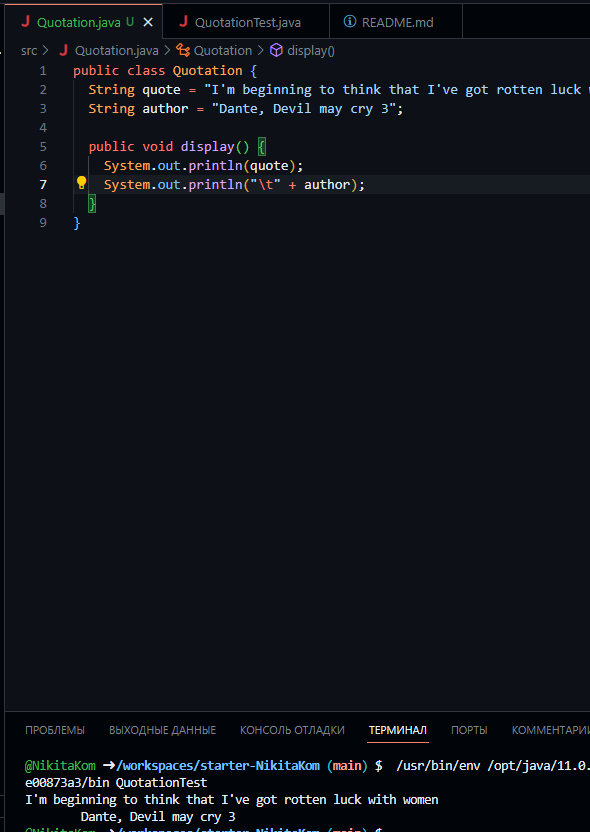 Quotation.java U
QuotationTest.java
README.md
src > Quotation.java > Quotation > display()
1 public class Quotation {
2 String quote = "I'm beginning to think that I've got rotten luck
3 String author = "Dante, Devil may cry 3";
4
5 public void display() {
6 System.out.println(quote);
7 System.out.println("\t" + author);
8 }
9 }
ПРОБЛЕМЫ ВЫХОДНЫЕ ДАННЫЕ КОНСОЛЬ ОТЛАДКИ ТЕРМИНАЛ ПОРТЫ КОММЕНТАРИИ
@NikitaKom ➜/workspaces/starter-NikitaKom (main) $ /usr/bin/env /opt/java/11.0.
e00873a3/bin QuotationTest
I'm beginning to think that I've got rotten luck with women
Dante, Devil may cry 3
@NikitaKom ➜/workspaces/starter-NikitaKom (main) $